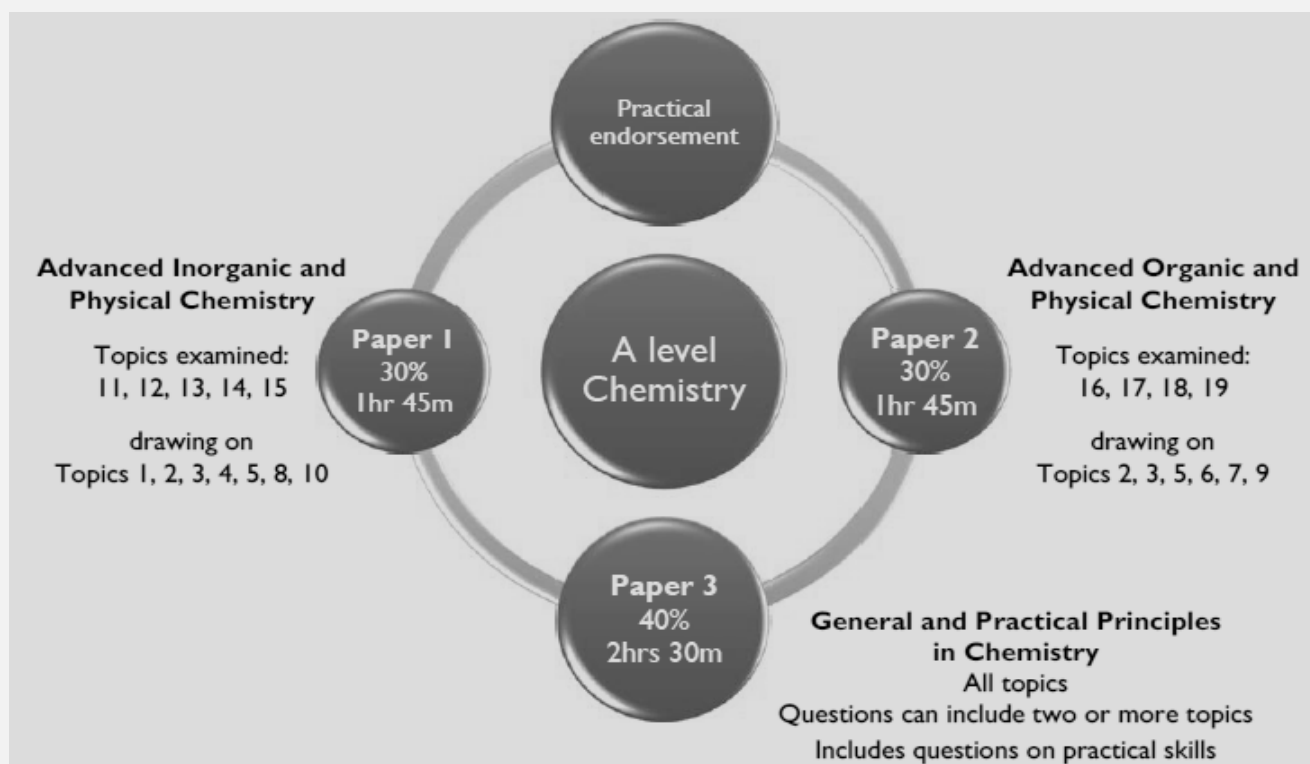 Practical
endorsement
Advanced Inorganic and
Physical Chemistry
Topics examined:
11, 12, 13, 14, 15
drawing on
Topics 1, 2, 3, 4, 5, 8, 10
Paper 1
30%
1hr 45m
A level
Chemistry
Paper 2
30%
1hr 45m
Advanced Organic and
Physical Chemistry
Topics examined:
16, 17, 18, 19
drawing on
Topics 2, 3, 5, 6, 7, 9
Paper 3
40%
2hrs 30m
General and Practical Principles
in Chemistry
All topics
Questions can include two or more topics
Includes questions on practical skills